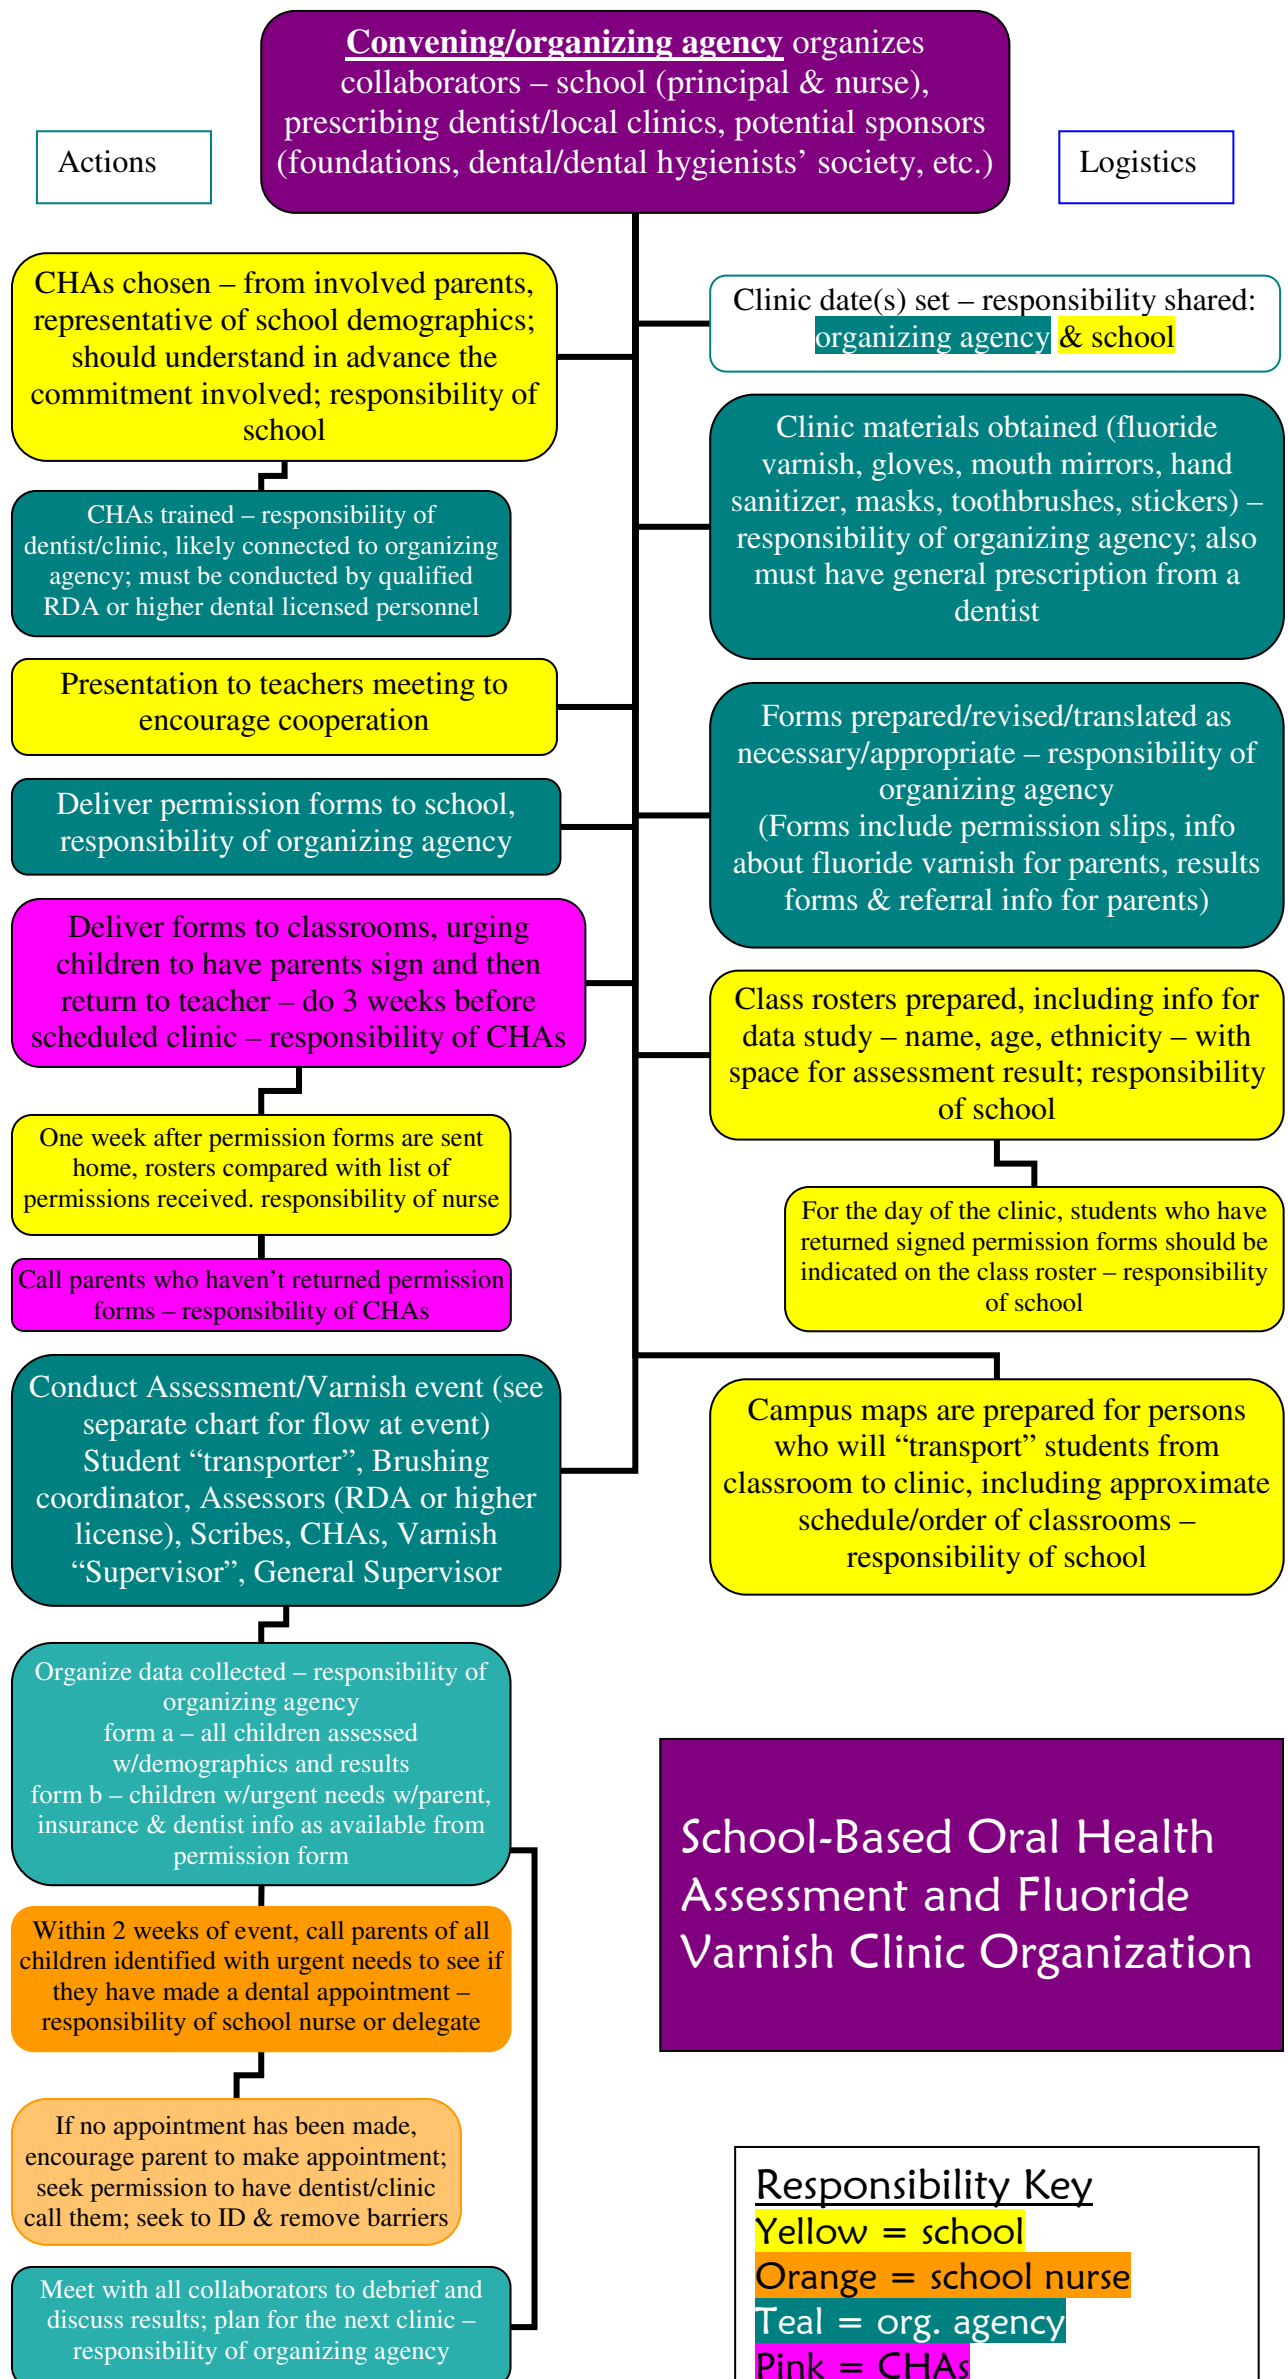 Convening/organizing agency organizes
collaborators – school (principal & nurse),
prescribing dentist/local clinics, potential sponsors
(foundations, dental/dental hygienists’ society, etc.)
Actions
Logistics
CHAs chosen – from involved parents,
representative of school demographics;
should understand in advance the
commitment involved; responsibility of
school
CHAs trained – responsibility of
dentist/clinic, likely connected to organizing
agency; must be conducted by qualified
RDA or higher dental licensed personnel
Presentation to teachers meeting to
encourage cooperation
Deliver permission forms to school,
responsibility of organizing agency
Deliver forms to classrooms, urging
children to have parents sign and then
return to teacher – do 3 weeks before
scheduled clinic – responsibility of CHAs
One week after permission forms are sent
home, rosters compared with list of
permissions received. responsibility of nurse
Call parents who haven’t returned permission
forms – responsibility of CHAs
Conduct Assessment/Varnish event (see
separate chart for flow at event)
Student “transporter”, Brushing
coordinator, Assessors (RDA or higher
license), Scribes, CHAs, Varnish
“Supervisor”, General Supervisor
Organize data collected – responsibility of
organizing agency
form a – all children assessed
w/demographics and results
form b – children w/urgent needs w/parent,
insurance & dentist info as available from
permission form
Within 2 weeks of event, call parents of all
children identified with urgent needs to see if
they have made a dental appointment –
responsibility of school nurse or delegate
If no appointment has been made,
encourage parent to make appointment;
seek permission to have dentist/clinic
call them; seek to ID & remove barriers
Meet with all collaborators to debrief and
discuss results; plan for the next clinic –
responsibility of organizing agency
Clinic date(s) set – responsibility shared:
organizing agency & school
Clinic materials obtained (fluoride
varnish, gloves, mouth mirrors, hand
sanitizer, masks, toothbrushes, stickers) –
responsibility of organizing agency; also
must have general prescription from a
dentist
Forms prepared/revised/translated as
necessary/appropriate – responsibility of
organizing agency
(Forms include permission slips, info
about fluoride varnish for parents, results
forms & referral info for parents)
Class rosters prepared, including info for
data study – name, age, ethnicity – with
space for assessment result; responsibility
of school
For the day of the clinic, students who have
returned signed permission forms should be
indicated on the class roster – responsibility
of school
Campus maps are prepared for persons
who will “transport” students from
classroom to clinic, including approximate
schedule/order of classrooms –
responsibility of school
School-Based Oral Health
Assessment and Fluoride
Varnish Clinic Organization
Responsibility Key
Yellow = school
Orange = school nurse
Teal = org. agency
Pink = CHAs